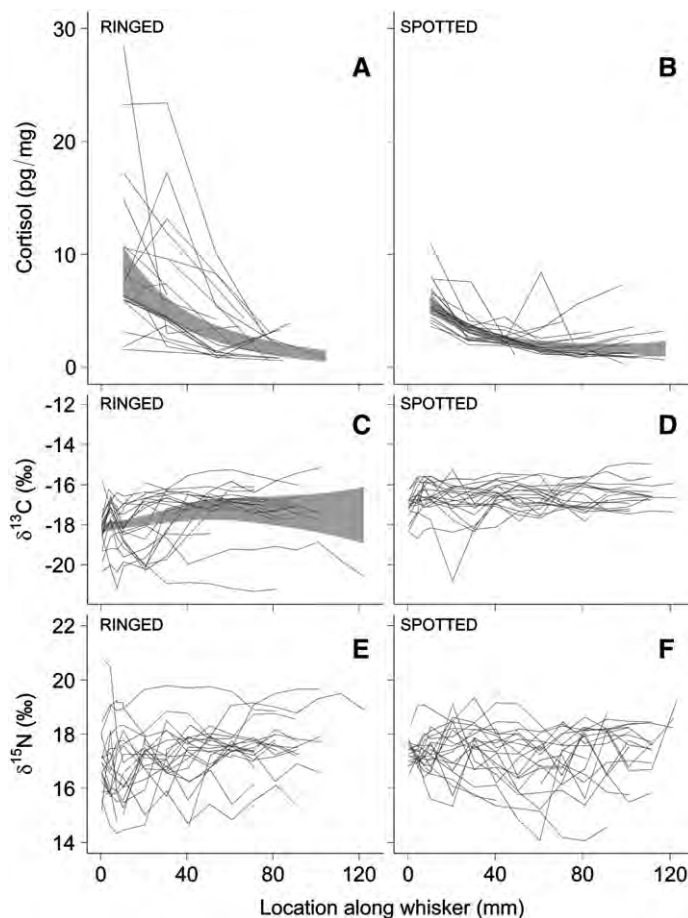 RINGED
A
SPOTTED
B
30
20
10
0
Cortisol (pg/mg)
RINGED
C
SPOTTED
D
-12
-14
-16
-18
-20
δ13C (‰)
RINGED
E
SPOTTED
F
22
20
18
16
14
δ15N (‰)
0 40 80 120 0 40 80 120
Location along whisker (mm)